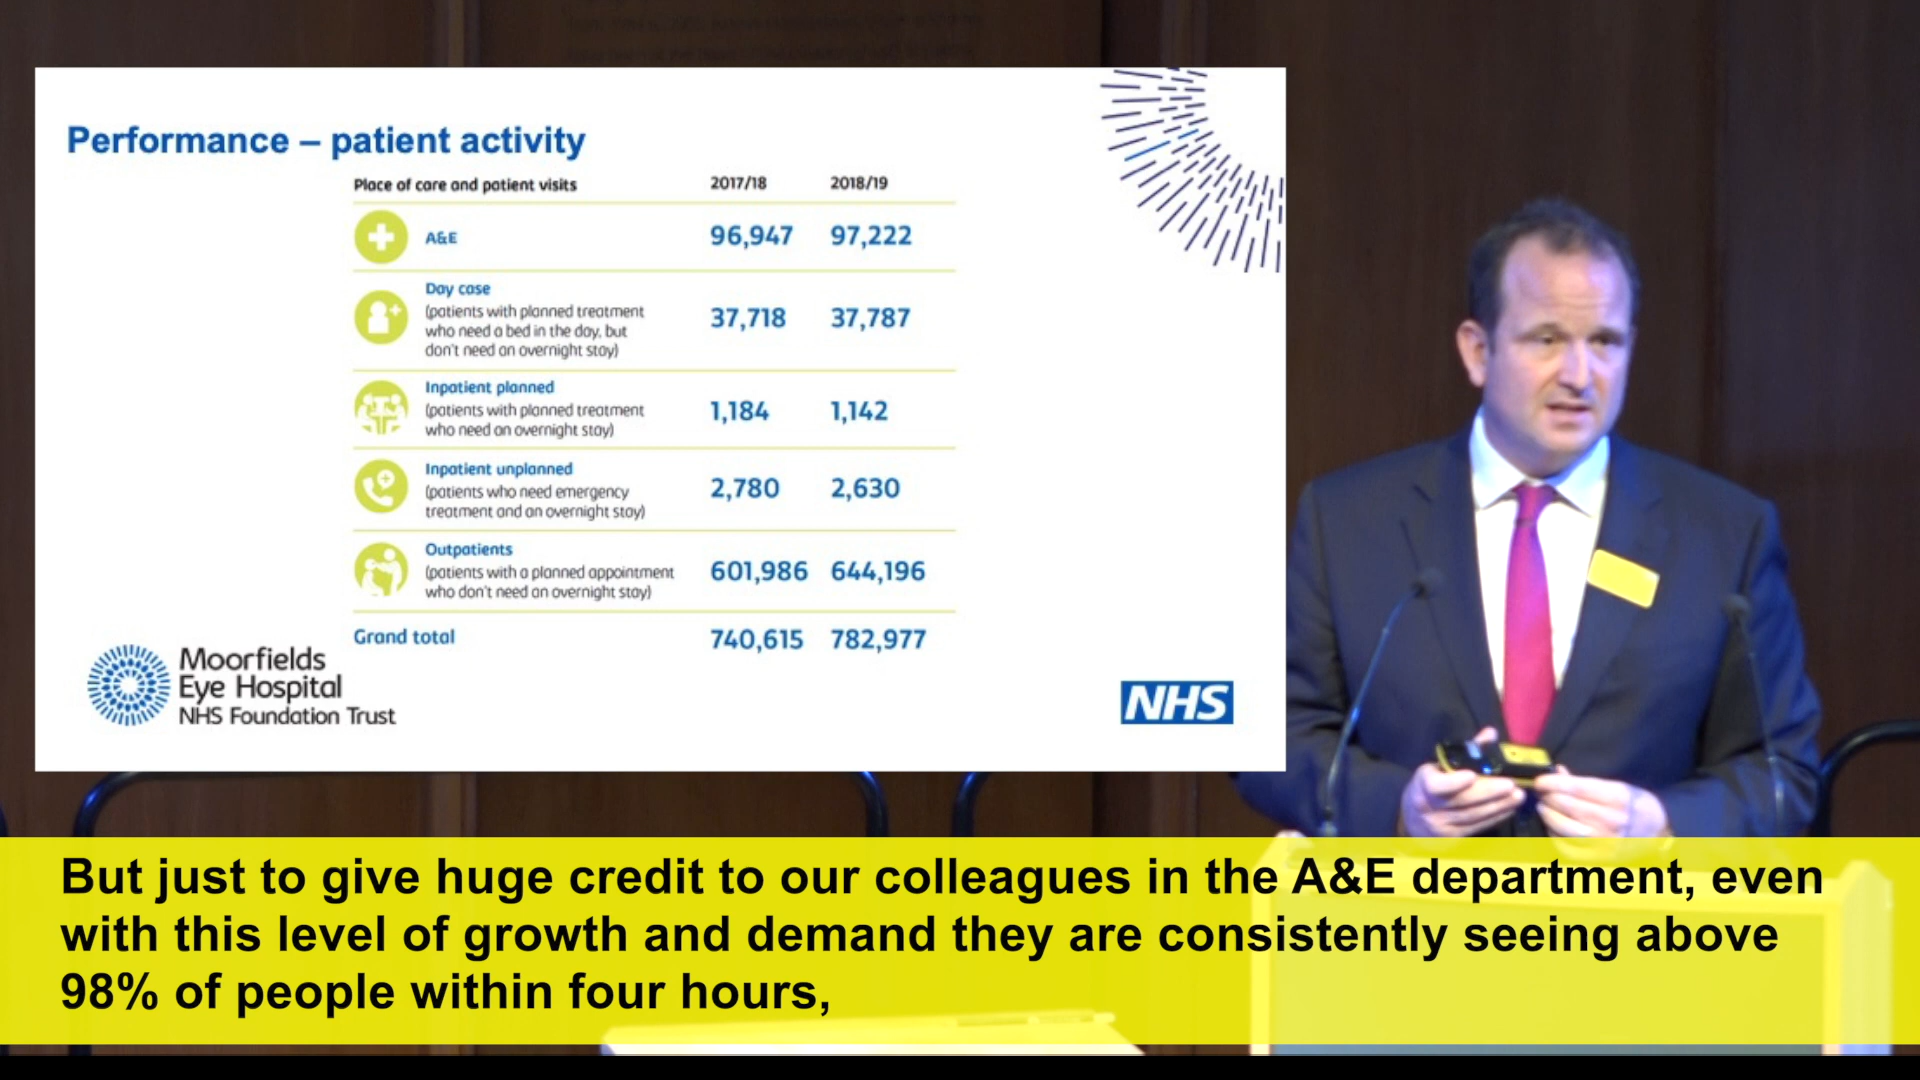 Performance – patient activity
Place of care and patient visits 2017/18 2018/19
A&E 96,947 97,222
Day case
(patients with planned treatment
who need a bed in the day, but
don't need an overnight stay)
37,718 37,787
Inpatient planned
(patients with planned treatment
who need an overnight stay)
1,184 1,142
Inpatient unplanned
(patients who need emergency
treatment and an overnight stay)
2,780 2,630
Outpatients
(patients with a planned appointment
who don't need an overnight stay)
601,986 644,196
Grand total 740,615 782,977
Moorfields
Eye Hospital
NHS Foundation Trust
NHS
But just to give huge credit to our colleagues in the A&E department, even
with this level of growth and demand they are consistently seeing above
98% of people within four hours,